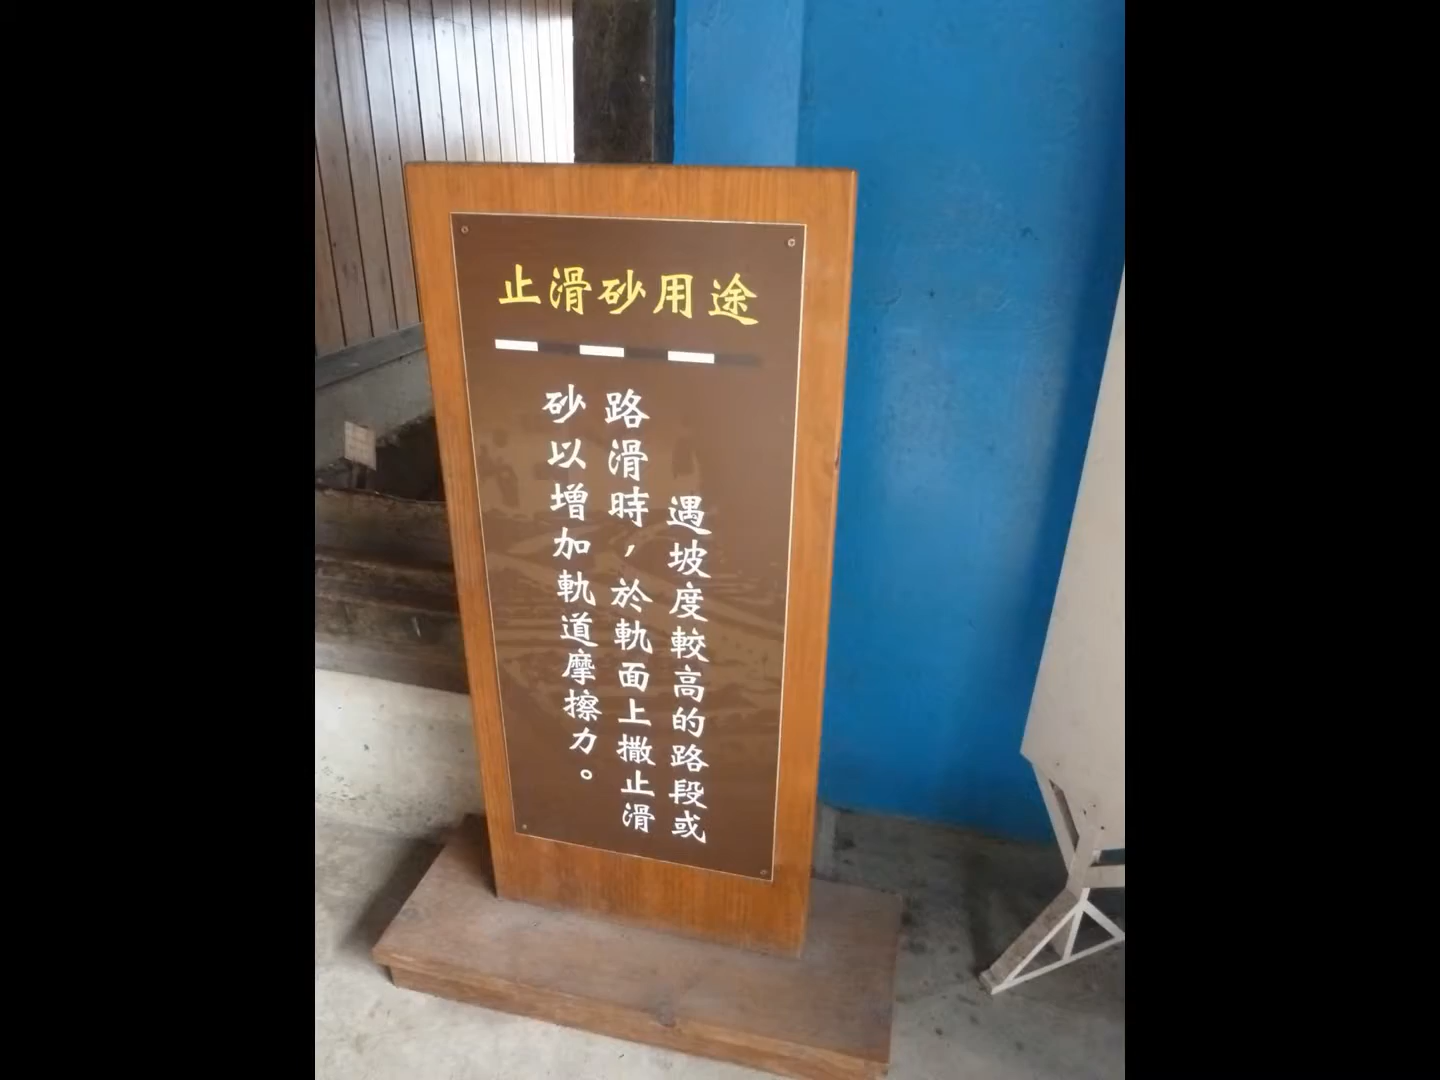 止滑砂用途
遇坡度較高的路段或
路滑時，於軌面上撒止滑
砂以增加軌道摩擦力。